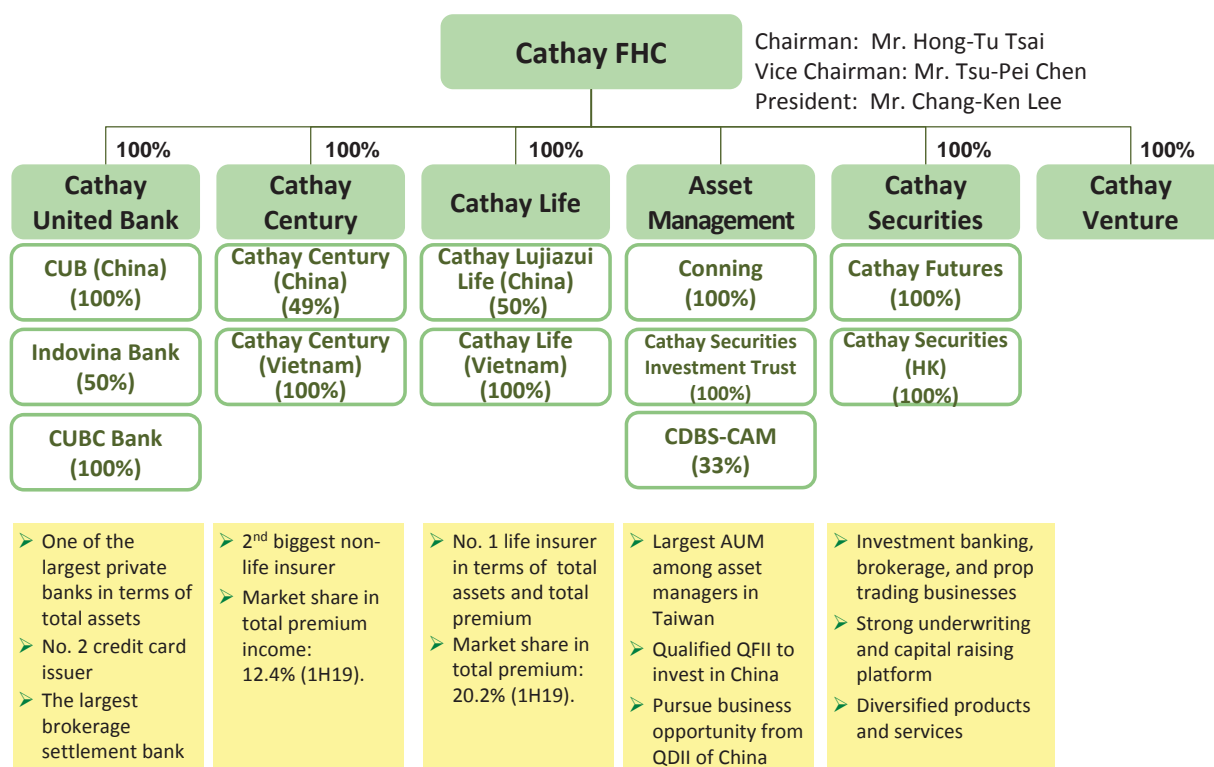 Cathay FHC
Chairman: Mr. Hong-Tu Tsai
Vice Chairman: Mr. Tsu-Pei Chen
President: Mr. Chang-Ken Lee
100%
100%
100%
100%
100%
Cathay
United Bank
Cathay
Century
Cathay Life
Asset
Management
Cathay
Securities
Cathay
Venture
CUB (China)
(100%)
Cathay Century
(China)
(49%)
Cathay Lujiazui
Life (China)
(50%)
Conning
(100%)
Cathay Futures
(100%)
Indovina Bank
(50%)
Cathay Century
(Vietnam)
(100%)
Cathay Life
(Vietnam)
(100%)
Cathay Securities
Investment Trust
(100%)
Cathay Securities
(HK)
(100%)
CUBC Bank
(100%)
CDBS-CAM
(33%)
➢ One of the
largest private
banks in terms of
total assets
➢ No. 2 credit card
issuer
➢ The largest
brokerage
settlement bank
➢ 2nd biggest non-
life insurer
➢ Market share in
total premium
income:
12.4% (1H19).
➢ No. 1 life insurer
in terms of total
assets and total
premium
➢ Market share in
total premium:
20.2% (1H19).
➢ Largest AUM
among asset
managers in
Taiwan
➢ Qualified QFII to
invest in China
➢ Pursue business
opportunity from
QDII of China
➢ Investment banking,
brokerage, and prop
trading businesses
➢ Strong underwriting
and capital raising
platform
➢ Diversified products
and services